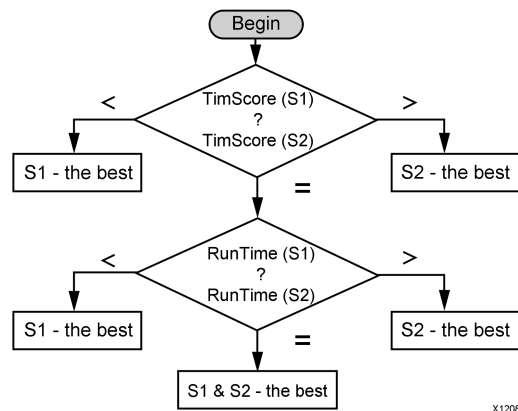 Begin
TimScore (S1)
?
TimScore (S2)
<
>
S1 - the best
S2 - the best
=
RunTime (S1)
?
RunTime (S2)
<
>
S1 - the best
S2 - the best
=
S1 & S2 - the best